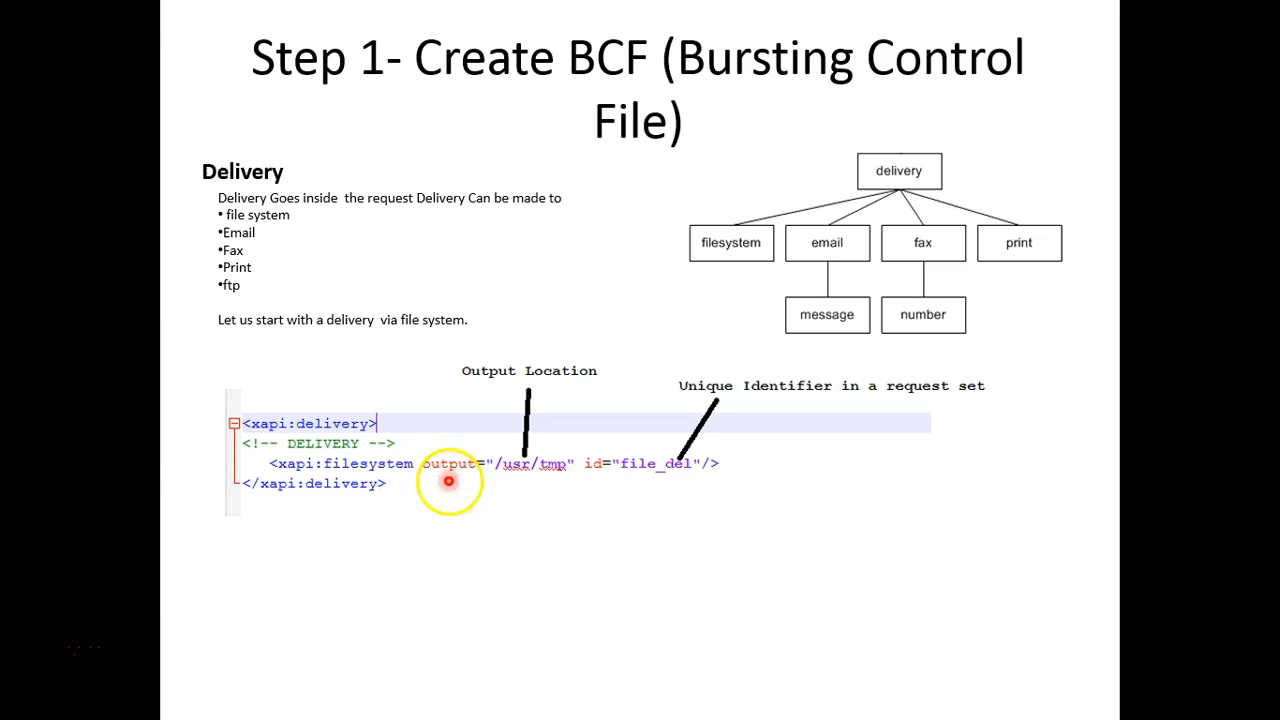 Step 1- Create BCF (Bursting Control
File)
Delivery
Delivery Goes inside  the request Delivery Can be made to
• file system
•Email
•Fax
•Print
•ftp
Let us start with a delivery  via file system.
delivery
filesystem
email
fax
print
message
number
Output Location
Unique Identifier in a request set
<xapi:delivery>
<!-- DELIVERY -->
<xapi:filesystem output="/usr/tmp" id="file_del"/>
</xapi:delivery>